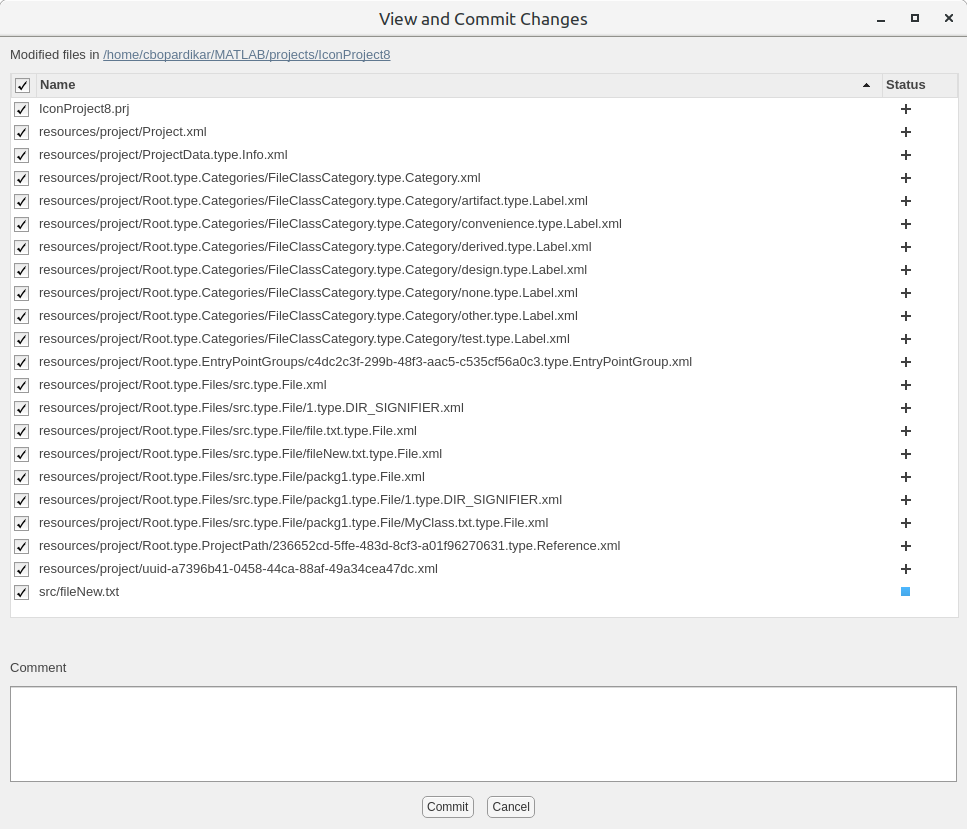 View and Commit Changes
Modified files in /home/cbopardikar/MATLAB/projects/IconProject8
Name Status
IconProject8.prj
resources/project/Project.xml
resources/project/ProjectData.type.Info.xml
resources/project/Root.type.Categories/FileClassCategory.type.Category.xml
resources/project/Root.type.Categories/FileClassCategory.type.Category/artifact.type.Label.xml
resources/project/Root.type.Categories/FileClassCategory.type.Category/convenience.type.Label.xml
resources/project/Root.type.Categories/FileClassCategory.type.Category/derived.type.Label.xml
resources/project/Root.type.Categories/FileClassCategory.type.Category/design.type.Label.xml
resources/project/Root.type.Categories/FileClassCategory.type.Category/none.type.Label.xml
resources/project/Root.type.Categories/FileClassCategory.type.Category/other.type.Label.xml
resources/project/Root.type.Categories/FileClassCategory.type.Category/test.type.Label.xml
resources/project/Root.type.EntryPointGroups/c4dc2c3f-299b-48f3-aac5-c535cf56a0c3.type.EntryPointGroup.xml
resources/project/Root.type.Files/src.type.File.xml
resources/project/Root.type.Files/src.type.File/1.type.DIR_SIGNIFIER.xml
resources/project/Root.type.Files/src.type.File/file.txt.type.File.xml
resources/project/Root.type.Files/src.type.File/fileNew.txt.type.File.xml
resources/project/Root.type.Files/src.type.File/packg1.type.File.xml
resources/project/Root.type.Files/src.type.File/packg1.type.File/1.type.DIR_SIGNIFIER.xml
resources/project/Root.type.Files/src.type.File/packg1.type.File/MyClass.txt.type.File.xml
resources/project/Root.type.ProjectPath/236652cd-5ffe-483d-8cf3-a01f96270631.type.Reference.xml
resources/project/uuid-a7396b41-0458-44ca-88af-49a34cea47dc.xml
src/fileNew.txt
Comment
Commit Cancel